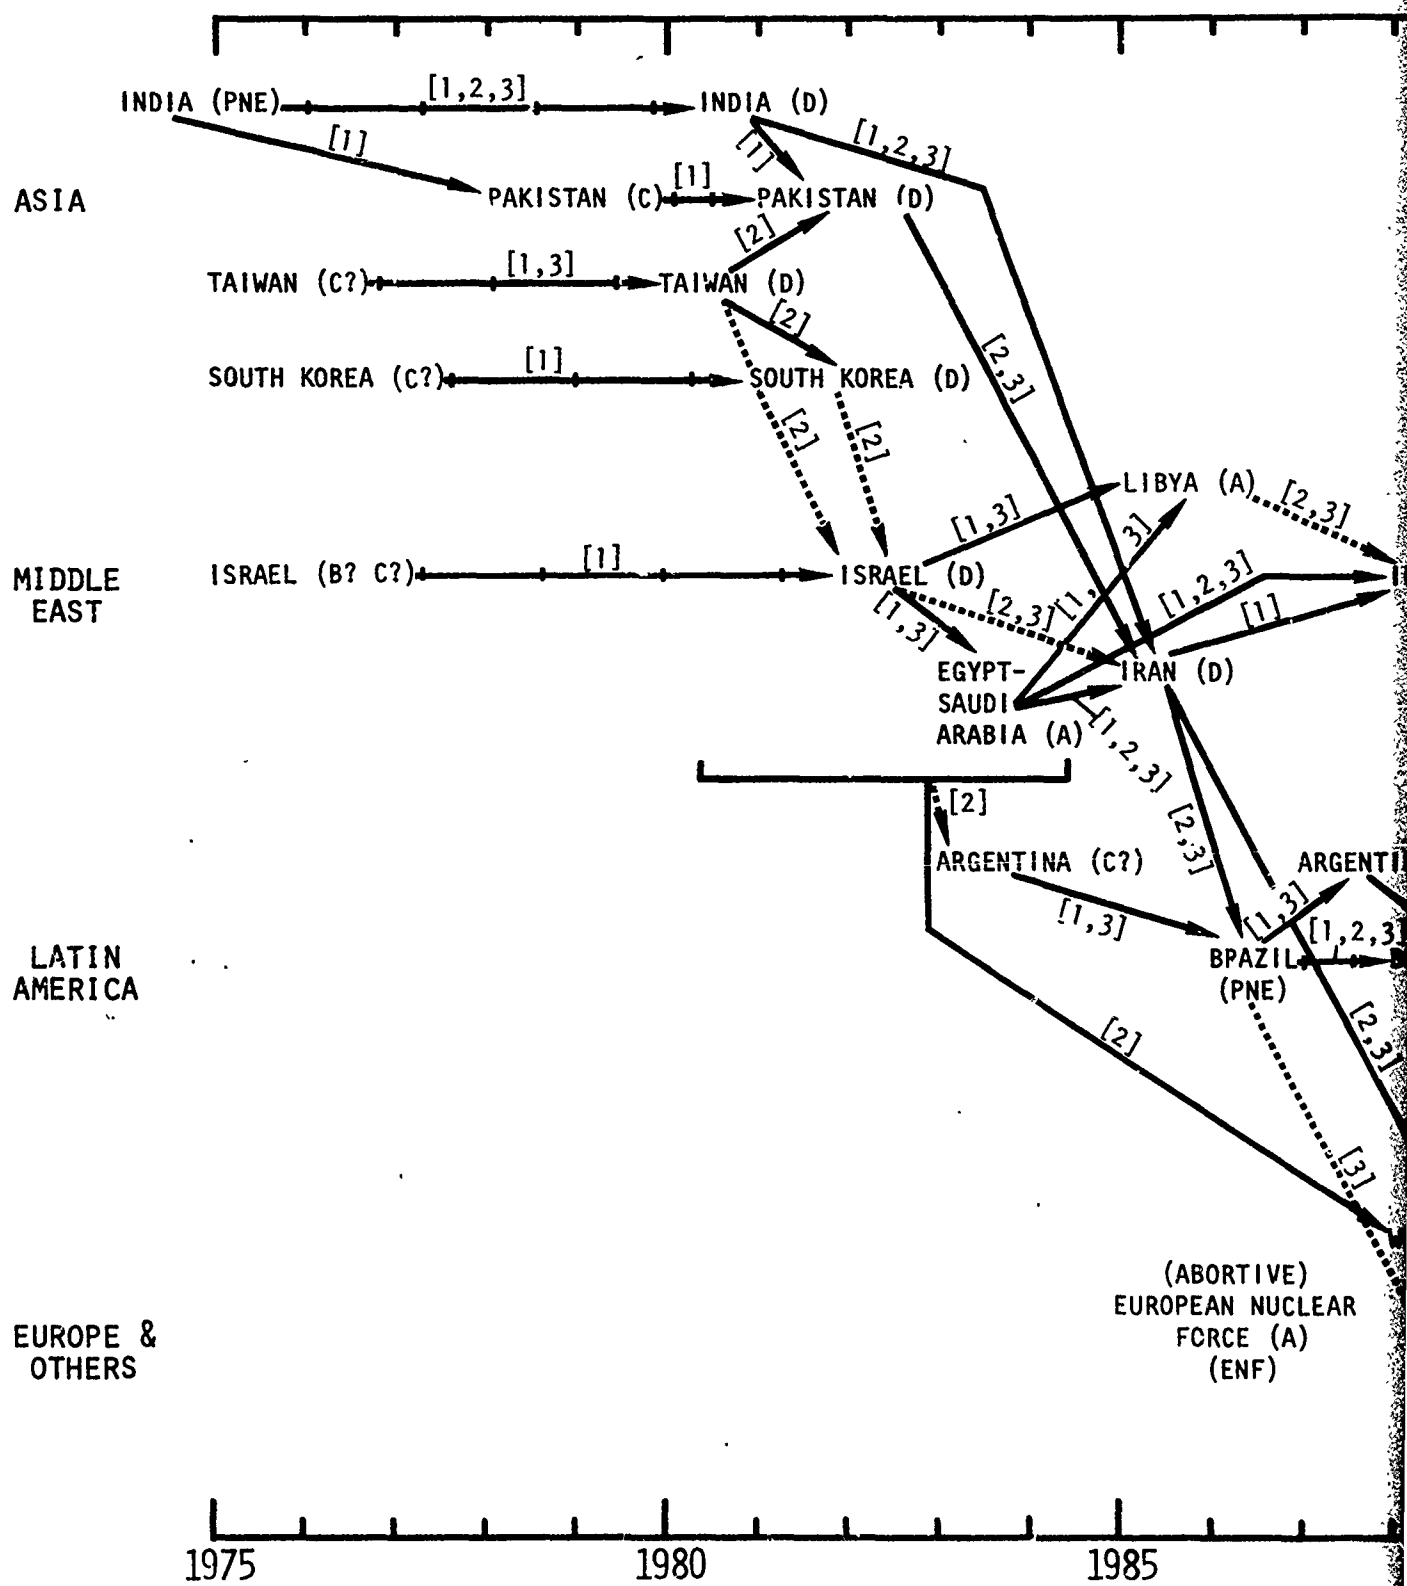 INDIA (PNE) [1,2,3] INDIA (D)
[1] [1] [1,2,3]
ASIA PAKISTAN (C) [1] PAKISTAN (D)
[2]
TAIWAN (C?) [1,3] TAIWAN (D)
[2] [2,3]
SOUTH KOREA (C?) [1] SOUTH KOREA (D)
[2] [2]
LIBYA (A) [2,3]
[1,3] [1, 3]
MIDDLE
EAST
ISRAEL (B? C?) [1] ISRAEL (D)
[1,3] [2,3] [1,2,3] [1]
EGYPT-
SAUDI
ARABIA (A)
IRAN (D)
[1,2,3]
[2] [2,3]
ARGENTINA (C?) ARGENTI
[1,3] [1,3] [1,2,3]
LATIN
AMERICA
BPAZIL
(PNE)
[2] [2,3]
[3]
(ABORTIVE)
EUROPEAN NUCLEAR
FORCE (A)
(ENF)
EUROPE &
OTHERS
1975 1980 1985